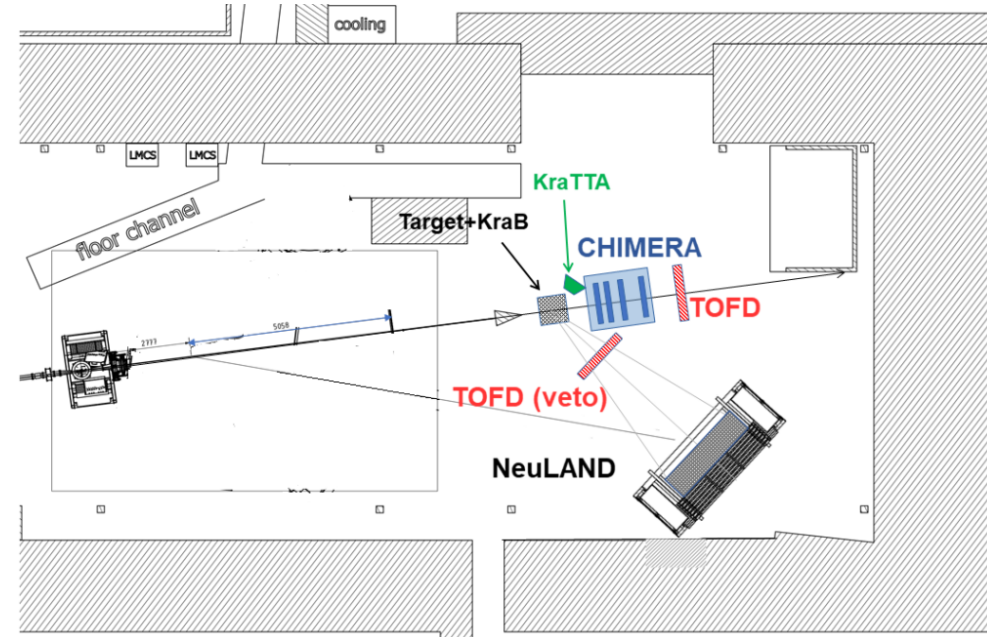 cooling
LMCS
LMCS
KraTTA
floor channel
Target+KraB
CHIMERA
TOFD
5058
2777
TOFD (veto)
NeuLAND